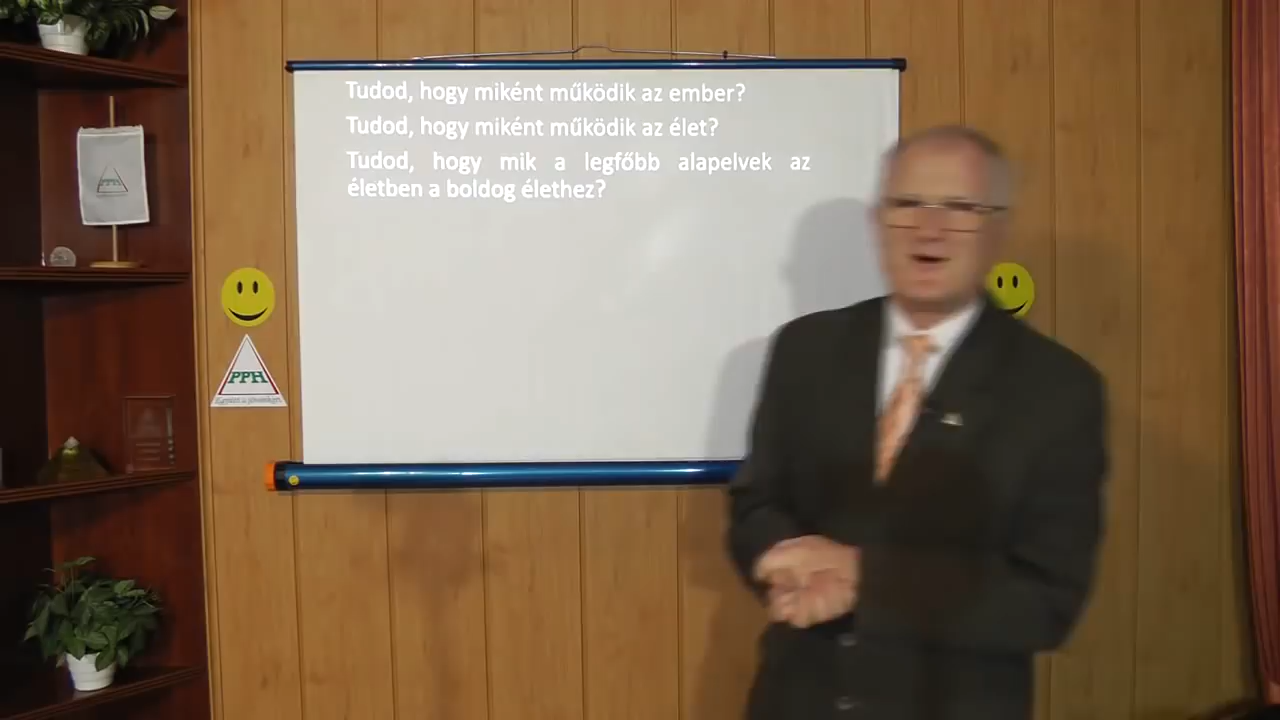 Tudod, hogy miként működik az ember?
Tudod, hogy miként működik az élet?
Tudod, hogy mik a legfőbb alapelvek az
életben a boldog élethez?
PPH